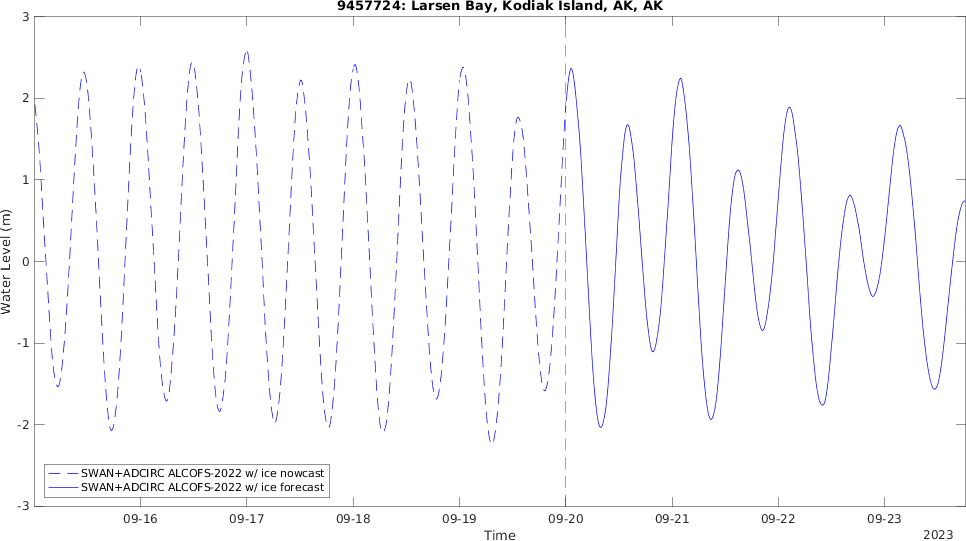 9457724: Larsen Bay, Kodiak Island, AK, AK
3
2
1
0
-1
-2
-3
Water Level (m)
SWAN+ADCIRC ALCOFS-2022 w/ ice nowcast
SWAN+ADCIRC ALCOFS-2022 w/ ice forecast
09-16 09-17 09-18 09-19 09-20 09-21 09-22 09-23
Time
2023